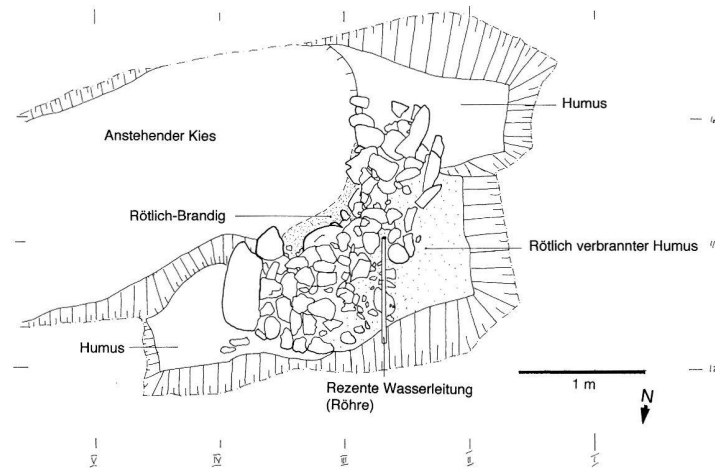 Humus
Anstehender Kies
Rötlich-Brandig
Rötlich verbrannter Humus
Humus
Rezente Wasserleitung
(Röhre)
1 m
N
V
IV
III
II
I